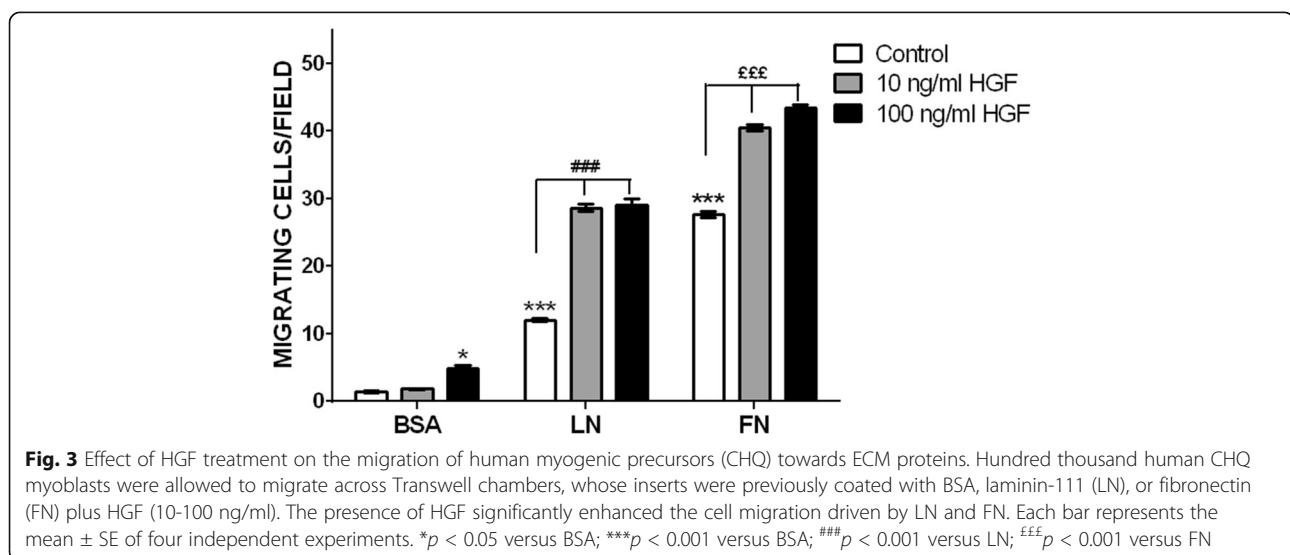 MIGRATING CELLS/FIELD
50
40
30
20
10
0
*
***
###
***
£££
BSA LN FN
Control
10 ng/ml HGF
100 ng/ml HGF
Fig. 3 Effect of HGF treatment on the migration of human myogenic precursors (CHQ) towards ECM proteins. Hundred thousand human CHQ
myoblasts were allowed to migrate across Transwell chambers, whose inserts were previously coated with BSA, laminin-111 (LN), or fibronectin
(FN) plus HGF (10-100 ng/ml). The presence of HGF significantly enhanced the cell migration driven by LN and FN. Each bar represents the
mean ± SE of four independent experiments. *p < 0.05 versus BSA; ***p < 0.001 versus BSA; ###p < 0.001 versus LN; £££p < 0.001 versus FN